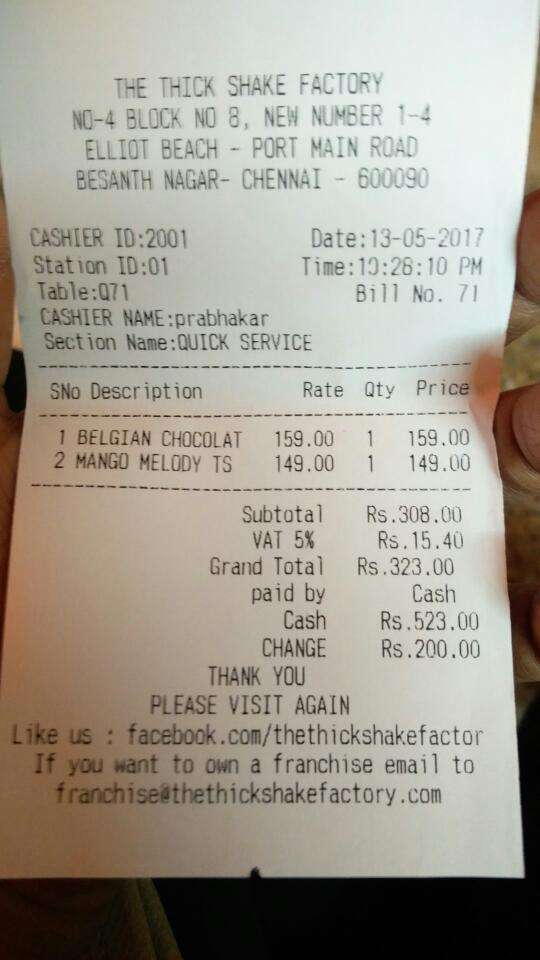 THE THICK SHAKE FACTORY
NO-4 BLOCK NO 8, NEW NUMBER 1-4
ELLIOT BEACH - PORT MAIN ROAD
BESANTH NAGAR- CHENNAI - 600090
CASHIER ID:2001 Date:13-05-2017
Station ID:01 Time:10:28:10 PM
Table:Q71 Bill No. 71
CASHIER NAME:prabhakar
Section Name:QUICK SERVICE
SNo Description Rate Qty Price
1 BELGIAN CHOCOLAT 159.00 1 159.00
2 MANGO MELODY TS 149.00 1 149.00
Subtotal Rs.308.00
VAT 5% Rs.15.40
Grand Total Rs.323.00
paid by Cash
Cash Rs.523.00
CHANGE Rs.200.00
THANK YOU
PLEASE VISIT AGAIN
Like us : facebook.com/thethickshakefactor
If you want to own a franchise email to
franchise@thethickshakefactory.com